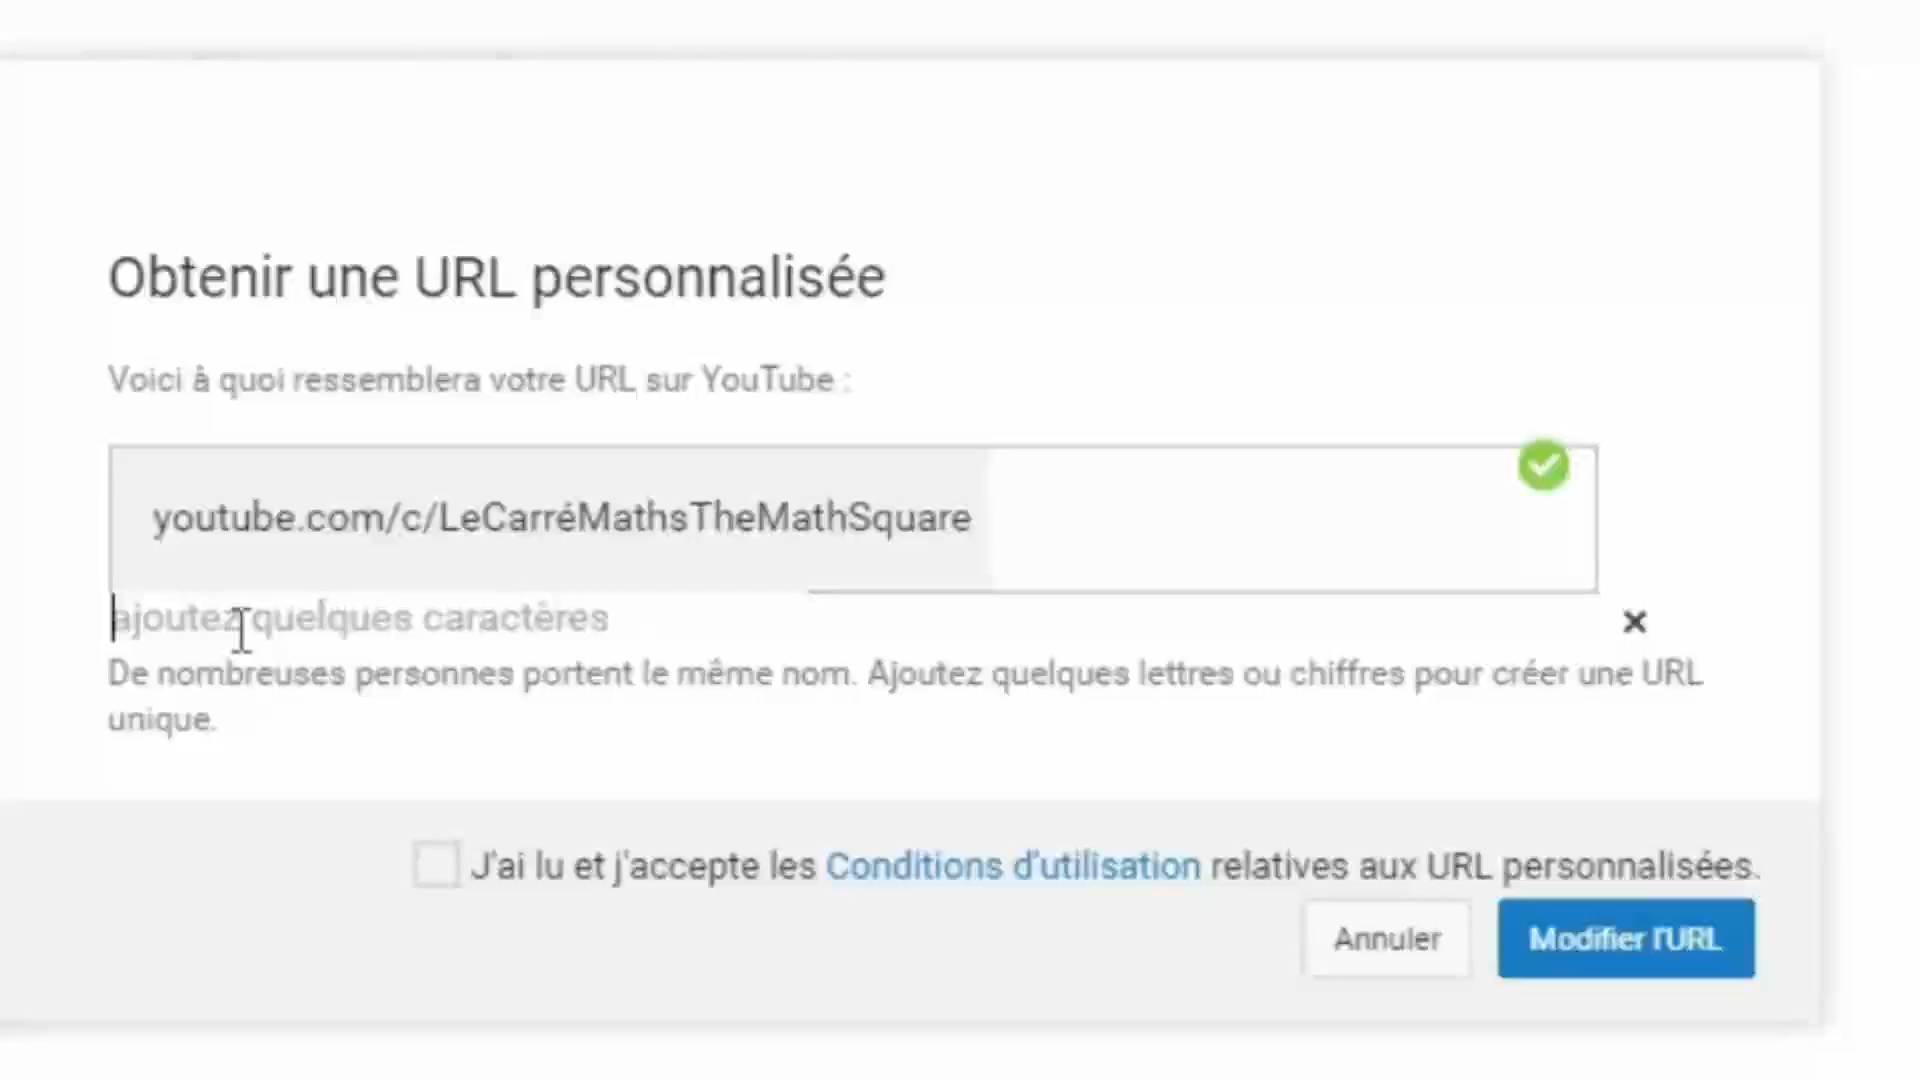 Obtenir une URL personnalisée
Voici à quoi ressemblera votre URL sur YouTube :
youtube.com/c/LeCarréMathsTheMathSquare
ajoutez quelques caractères
De nombreuses personnes portent le même nom. Ajoutez quelques lettres ou chiffres pour créer une URL
unique.
J'ai lu et j'accepte les Conditions d'utilisation relatives aux URL personnalisées.
Annuler
Modifier l'URL